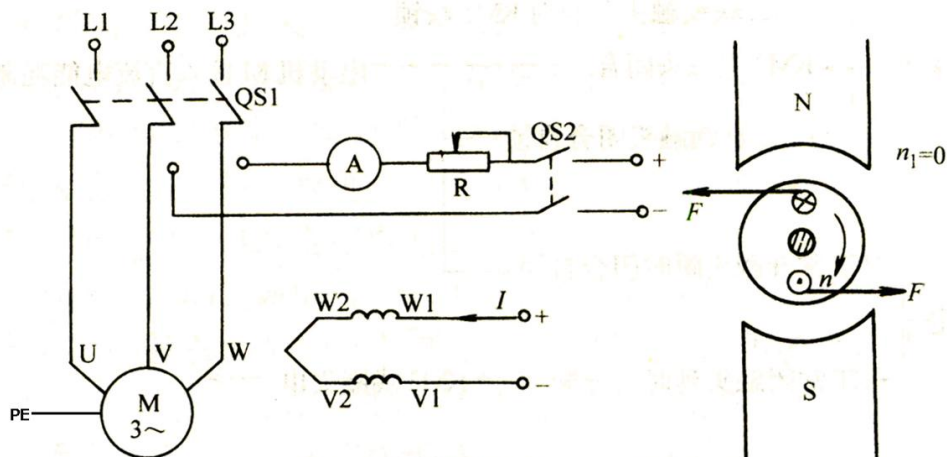 L1 L2 L3
QS1
QS2
A
R
+
−
N
n₁=0
F
n
F
S
W2 W1 I +
V2 V1 −
U V W
M
3～
PE